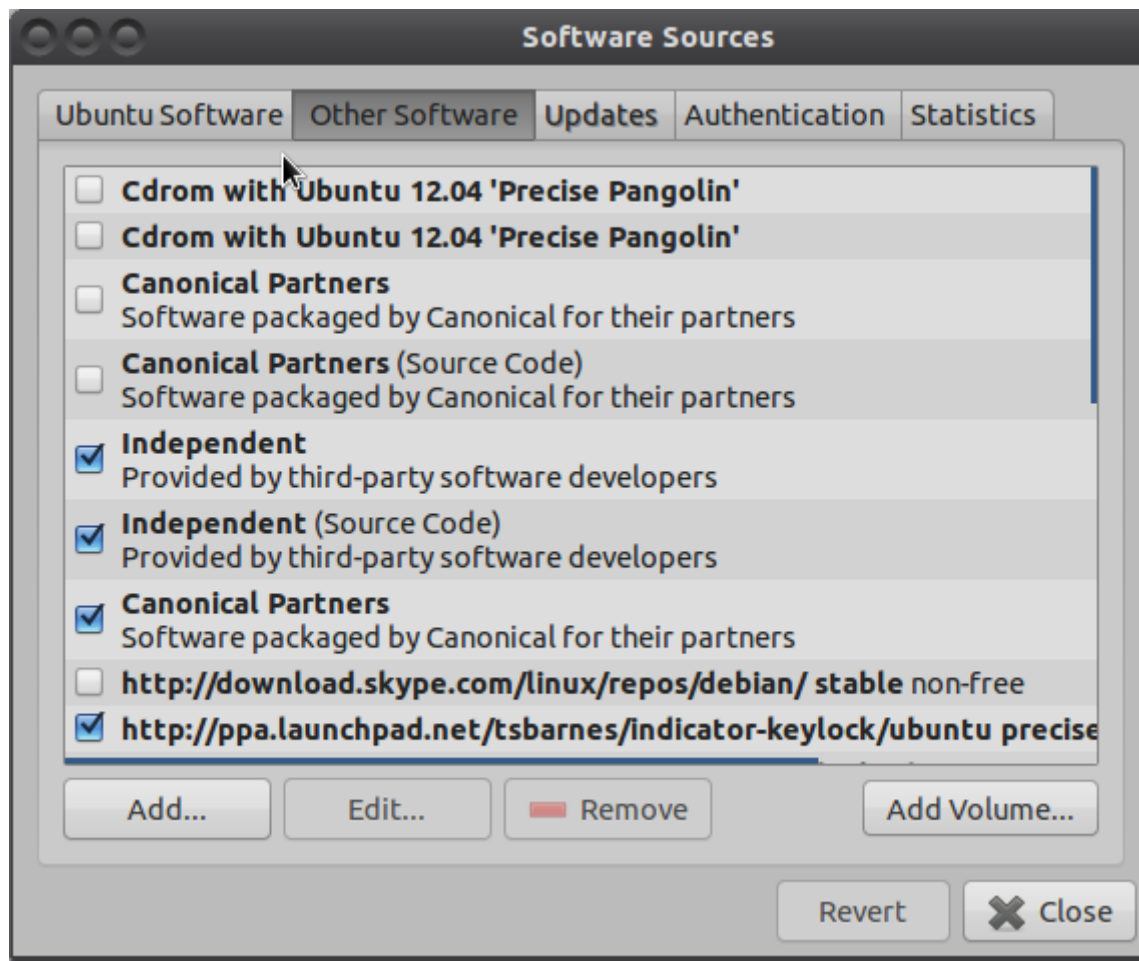 Software Sources
Ubuntu Software Other Software Updates Authentication Statistics
Cdrom with Ubuntu 12.04 'Precise Pangolin'
Cdrom with Ubuntu 12.04 'Precise Pangolin'
Canonical Partners
Software packaged by Canonical for their partners
Canonical Partners (Source Code)
Software packaged by Canonical for their partners
Independent
Provided by third-party software developers
Independent (Source Code)
Provided by third-party software developers
Canonical Partners
Software packaged by Canonical for their partners
http://download.skype.com/linux/repos/debian/ stable non-free
http://ppa.launchpad.net/tsbarnes/indicator-keylock/ubuntu precise
Add... Edit... Remove Add Volume...
Revert Close